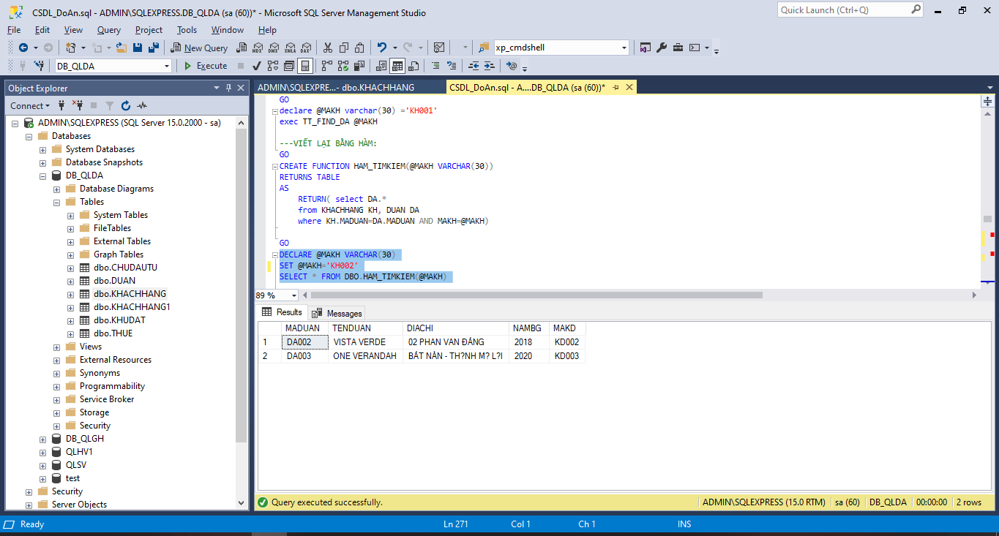 CSDL_DoAn.sql - ADMIN\SQLEXPRESS.DB_QLDA (sa (60))* - Microsoft SQL Server Management Studio
Quick Launch (Ctrl+Q)
File Edit View Query Project Tools Window Help
New Query MDX DMX XMLA DAX xp_cmdshell
DB_QLDA Execute
Object Explorer
Connect
ADMIN\SQLEXPRESS (SQL Server 15.0.2000 - sa)
Databases
System Databases
Database Snapshots
DB_QLDA
Database Diagrams
Tables
System Tables
FileTables
External Tables
Graph Tables
dbo.CHUDAUTU
dbo.DUAN
dbo.KHACHHANG
dbo.KHACHHANG1
dbo.KHUDAT
dbo.THUE
Views
External Resources
Synonyms
Programmability
Service Broker
Storage
Security
DB_QLGH
QLHV1
QLSV
test
Security
Server Objects
ADMIN\SQLEXPRE...- dbo.KHACHHANG
CSDL_DoAn.sql - A....DB_QLDA (sa (60))*
GO
declare @MAKH varchar(30) ='KH001'
exec TT_FIND_DA @MAKH
---VIẾT LẠI BẰNG HÀM:
GO
CREATE FUNCTION HAM_TIMKIEM(@MAKH VARCHAR(30))
RETURNS TABLE
AS
RETURN( select DA.*
from KHACHHANG KH, DUAN DA
where KH.MADUAN=DA.MADUAN AND MAKH=@MAKH)
GO
DECLARE @MAKH VARCHAR(30)
SET @MAKH='KH002'
SELECT * FROM DBO.HAM_TIMKIEM(@MAKH)
89 %
Results Messages
MADUAN TENDUAN DIACHI NAMBG MAKD
1 DA002 VISTA VERDE 02 PHAN VAN ĐÁNG 2018 KD002
2 DA003 ONE VERANDAH BÁT NÀN - TH?NH M? L?I 2020 KD003
Query executed successfully.
ADMIN\SQLEXPRESS (15.0 RTM) sa (60) DB_QLDA 00:00:00 2 rows
Ready Ln 271 Col 1 Ch 1 INS